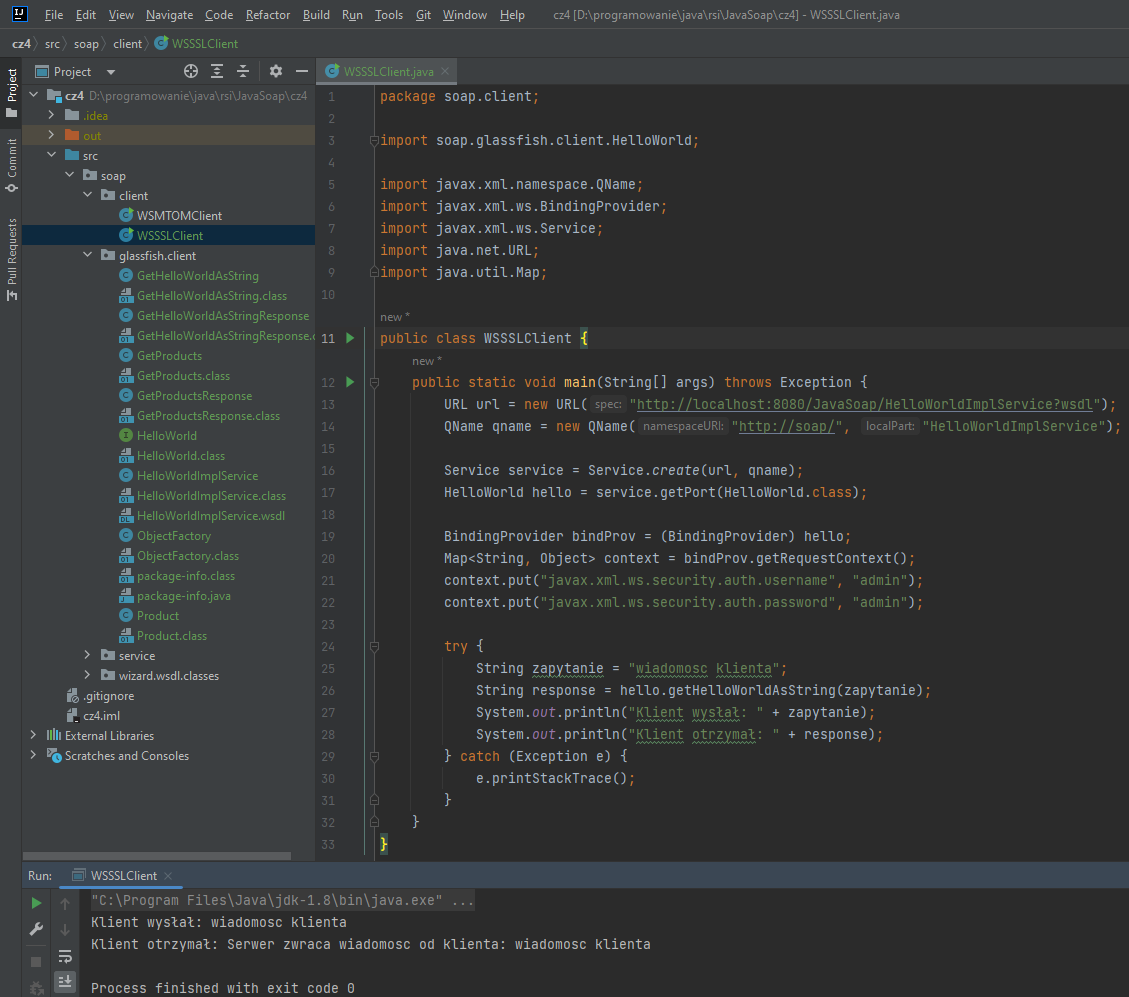 File Edit View Navigate Code Refactor Build Run Tools Git Window Help cz4 [D:\programowanie\java\rsi\JavaSoap\cz4] - WSSSLClient.java
cz4 src soap client WSSSLClient
Project
Commit
Pull Requests
Project
cz4 D:\programowanie\java\rsi\JavaSoap\cz4
.idea
out
src
soap
client
WSMTOMClient
WSSSLClient
glassfish.client
GetHelloWorldAsString
GetHelloWorldAsString.class
GetHelloWorldAsStringResponse
GetHelloWorldAsStringResponse.c
GetProducts
GetProducts.class
GetProductsResponse
GetProductsResponse.class
HelloWorld
HelloWorld.class
HelloWorldImplService
HelloWorldImplService.class
HelloWorldImplService.wsdl
ObjectFactory
ObjectFactory.class
package-info.class
package-info.java
Product
Product.class
service
wizard.wsdl.classes
.gitignore
cz4.iml
External Libraries
Scratches and Consoles
WSSSLClient.java
1 package soap.client;
2
3 import soap.glassfish.client.HelloWorld;
4
5 import javax.xml.namespace.QName;
6 import javax.xml.ws.BindingProvider;
7 import javax.xml.ws.Service;
8 import java.net.URL;
9 import java.util.Map;
10
new *
11 public class WSSSLClient {
new *
12 public static void main(String[] args) throws Exception {
13 URL url = new URL( spec: "http://localhost:8080/JavaSoap/HelloWorldImplService?wsdl");
14 QName qname = new QName( namespaceURI: "http://soap/", localPart: "HelloWorldImplService");
15
16 Service service = Service.create(url, qname);
17 HelloWorld hello = service.getPort(HelloWorld.class);
18
19 BindingProvider bindProv = (BindingProvider) hello;
20 Map<String, Object> context = bindProv.getRequestContext();
21 context.put("javax.xml.ws.security.auth.username", "admin");
22 context.put("javax.xml.ws.security.auth.password", "admin");
23
24 try {
25 String zapytanie = "wiadomosc klienta";
26 String response = hello.getHelloWorldAsString(zapytanie);
27 System.out.println("Klient wysłał: " + zapytanie);
28 System.out.println("Klient otrzymał: " + response);
29 } catch (Exception e) {
30 e.printStackTrace();
31 }
32 }
33 }
Run: WSSSLClient
"C:\Program Files\Java\jdk-1.8\bin\java.exe" ...
Klient wysłał: wiadomosc klienta
Klient otrzymał: Serwer zwraca wiadomosc od klienta: wiadomosc klienta
Process finished with exit code 0